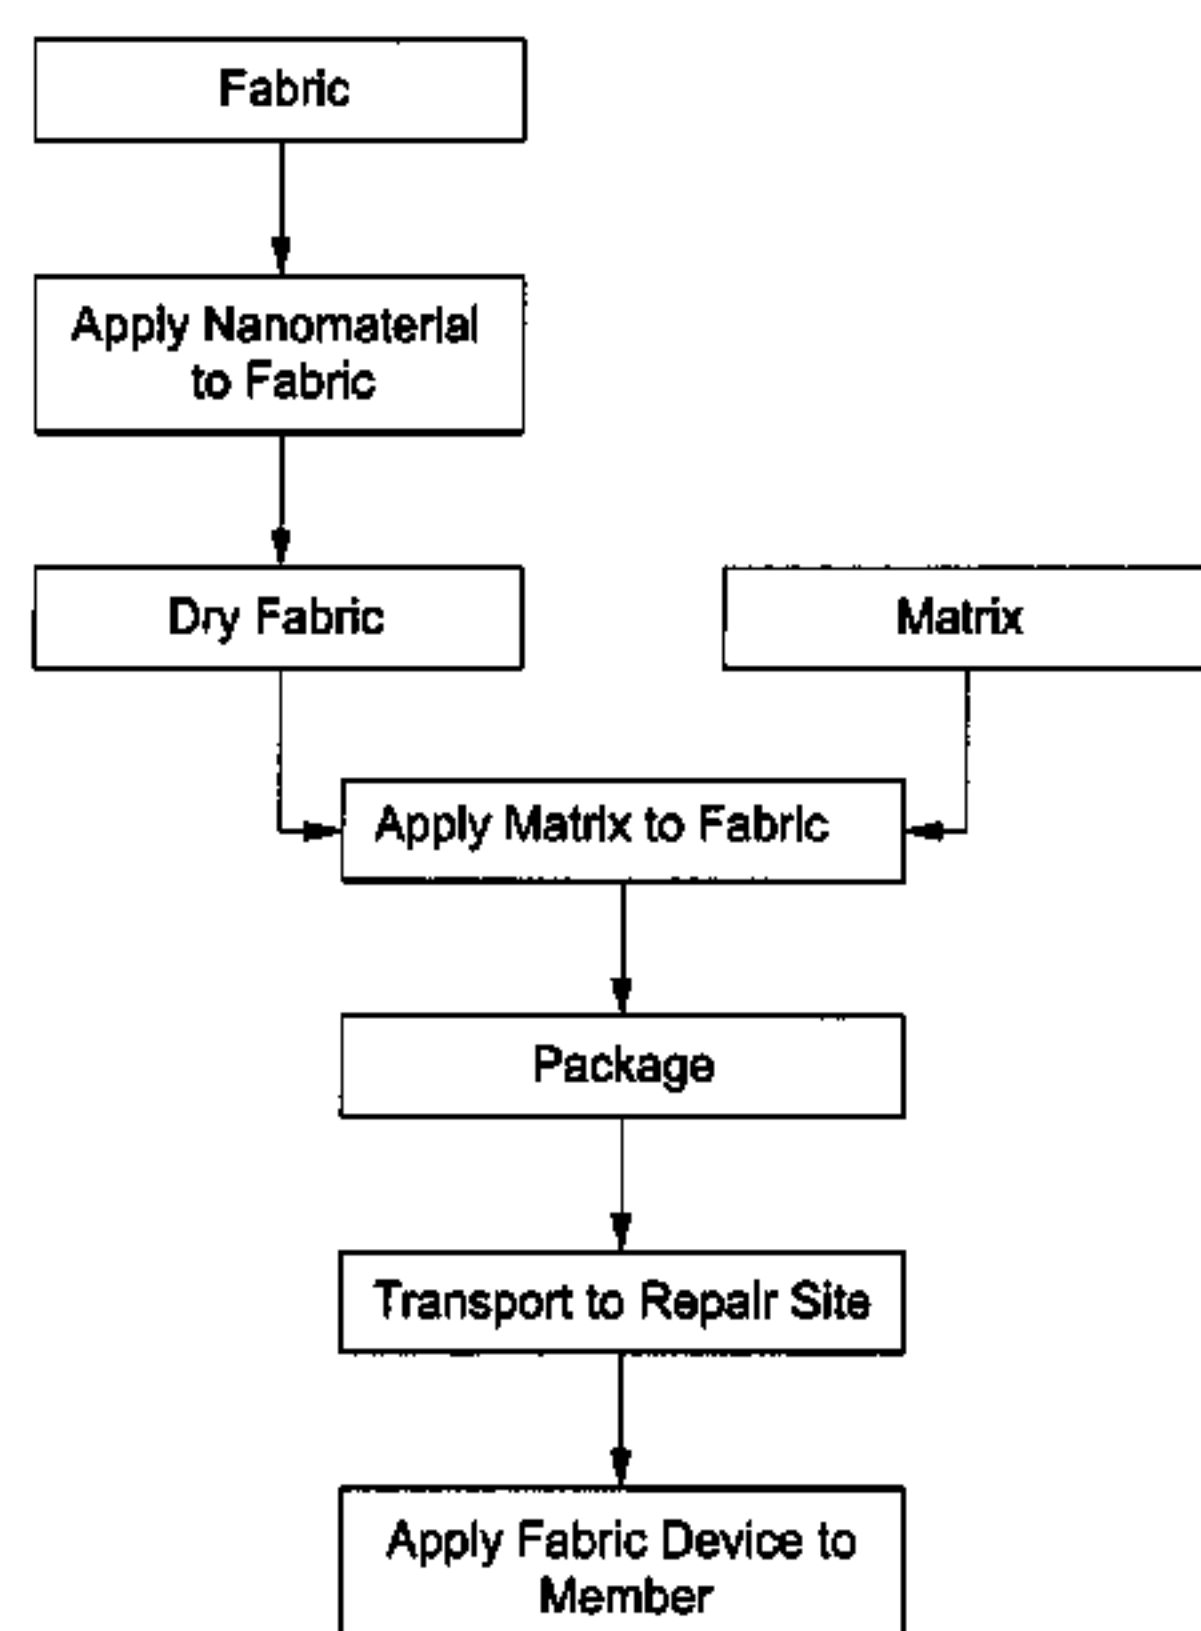 Fabric
Apply Nanomaterial
to Fabric
Dry Fabric
Matrix
Apply Matrix to Fabric
Package
Transport to Repair Site
Apply Fabric Device to
Member